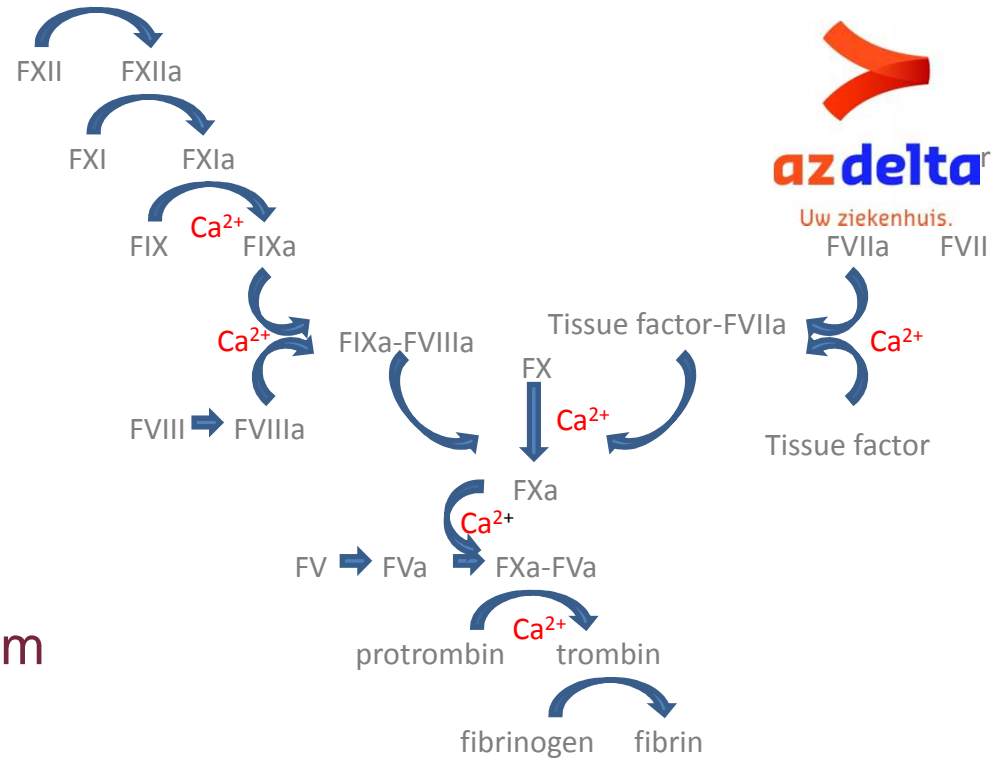 FXII FXIIa
FXI FXIa
azdelta r
Uw ziekenhuis.
Ca2+
FIX FIXa
FVIIa FVII
Ca2+ FIXa-FVIIIa
Tissue factor-FVIIa
Ca2+
FX
Ca2+
FVIII FVIIIa
Tissue factor
FXa
Ca2+
FV FVa FXa-FVa
Ca2+
m
protrombin trombin
fibrinogen fibrin